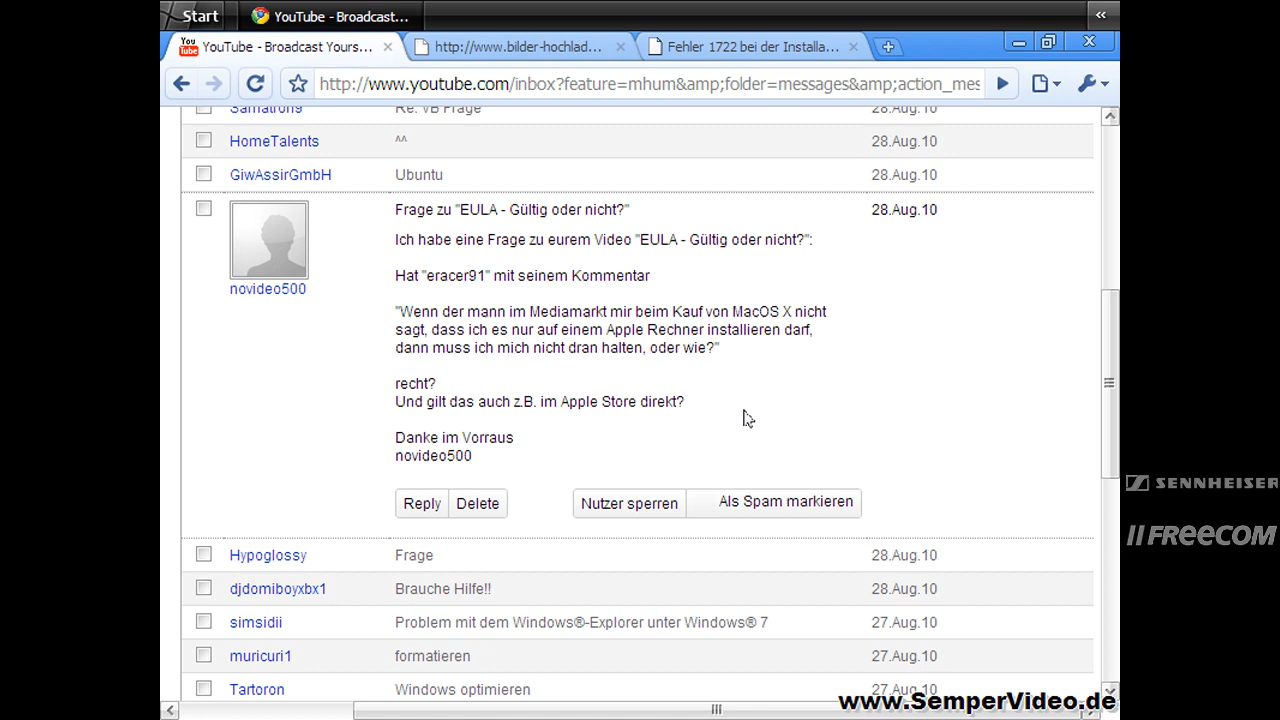 Start
YouTube - Broadcast...
«
YouTube - Broadcast Yours...
http://www.bilder-hochlad...
Fehler 1722 bei der Installa...
http://www.youtube.com/inbox?feature=mhum&amp;folder=messages&amp;action_mes
Samatron9 Re: VB Frage 28.Aug.10
HomeTalents ^^ 28.Aug.10
GiwAssirGmbH Ubuntu 28.Aug.10
Frage zu "EULA - Gültig oder nicht?" 28.Aug.10
Ich habe eine Frage zu eurem Video "EULA - Gültig oder nicht?":
Hat "eracer91" mit seinem Kommentar
novideo500
"Wenn der mann im Mediamarkt mir beim Kauf von MacOS X nicht
sagt, dass ich es nur auf einem Apple Rechner installieren darf,
dann muss ich mich nicht dran halten, oder wie?"
recht?
Und gilt das auch z.B. im Apple Store direkt?
Danke im Vorraus
novideo500
Reply Delete Nutzer sperren Als Spam markieren
Hypoglossy Frage 28.Aug.10
djdomiboyxbx1 Brauche Hilfe!! 28.Aug.10
simsidii Problem mit dem Windows®-Explorer unter Windows® 7 27.Aug.10
muricuri1 formatieren 27.Aug.10
Tartoron Windows optimieren 27.Aug.10
www.SemperVideo.de
SENNHEISER
FREECOM